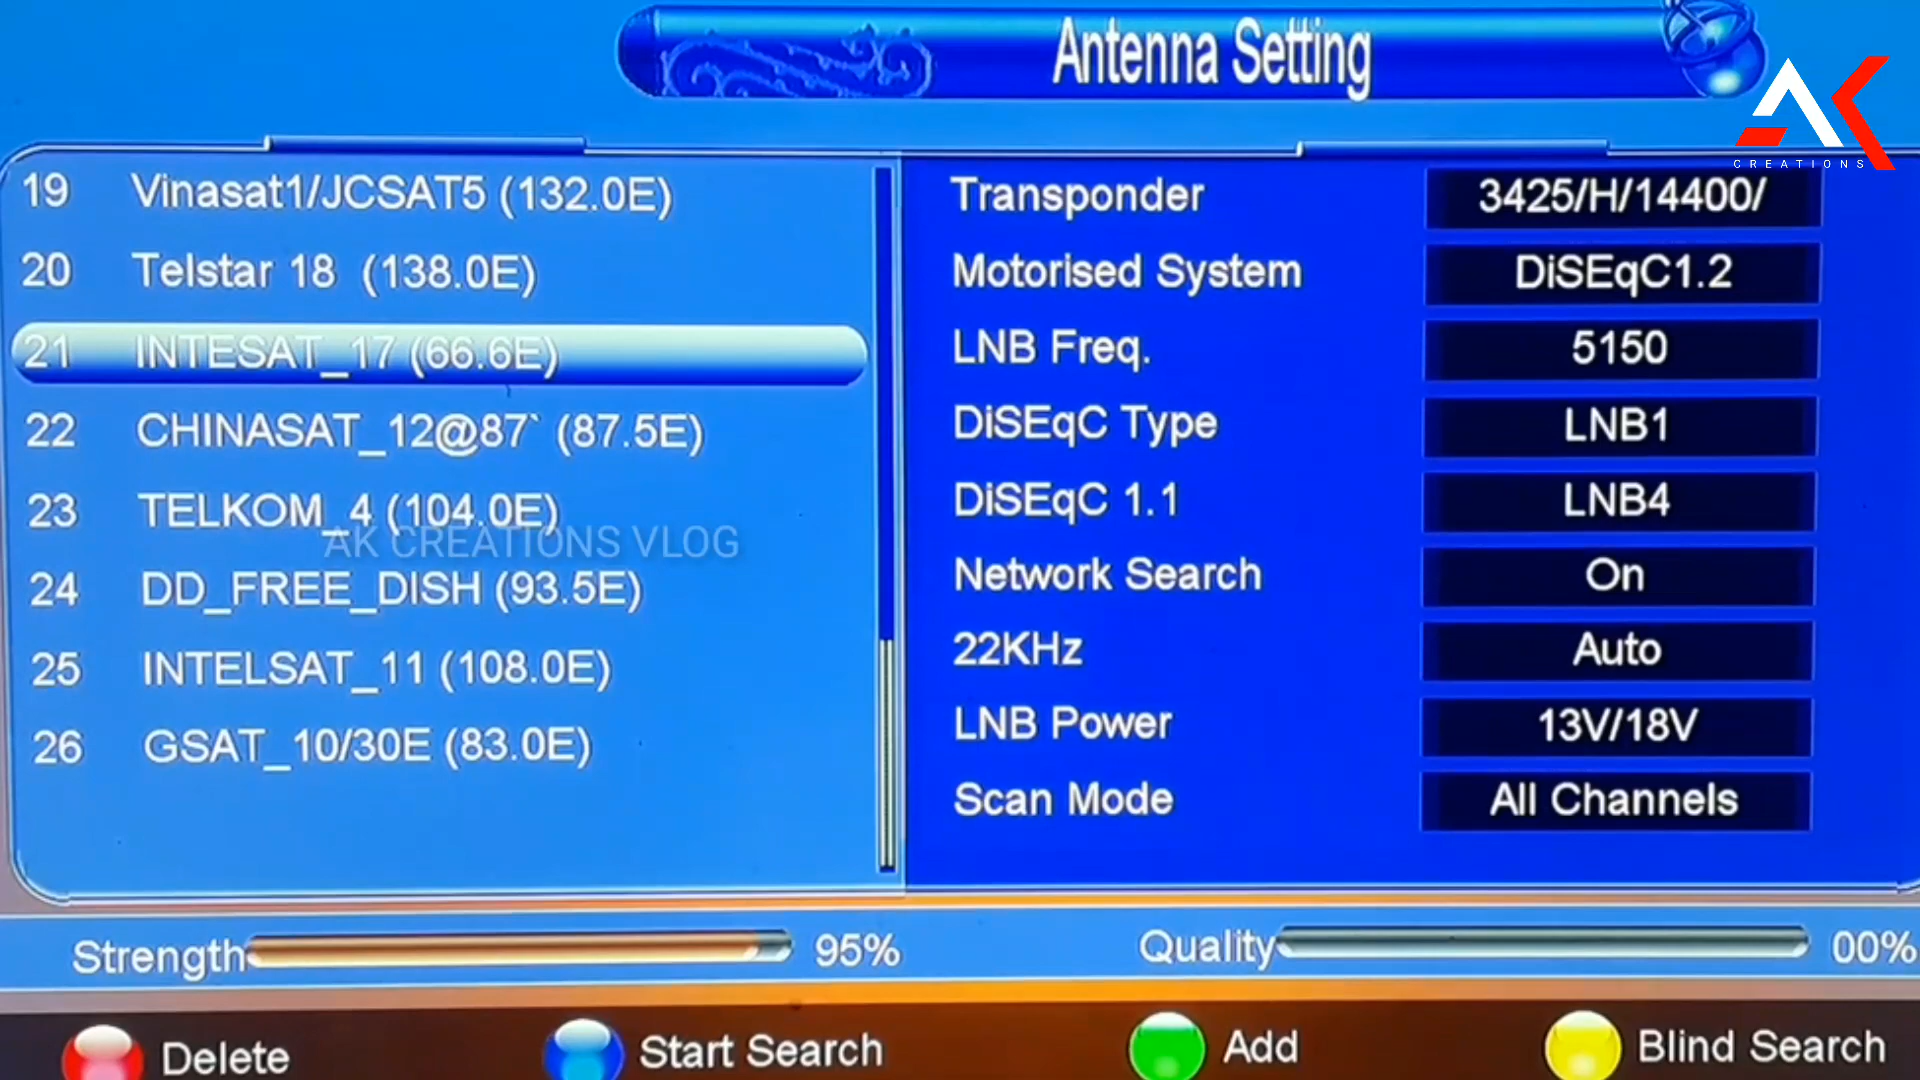 Antenna Setting
AK
CREATIONS
19 Vinasat1/JCSAT5 (132.0E)
20 Telstar 18 (138.0E)
21 INTESAT_17 (66.6E)
22 CHINASAT_12@87` (87.5E)
23 TELKOM_4 (104.0E)
AK CREATIONS VLOG
24 DD_FREE_DISH (93.5E)
25 INTELSAT_11 (108.0E)
26 GSAT_10/30E (83.0E)
Transponder 3425/H/14400/
Motorised System DiSEqC1.2
LNB Freq. 5150
DiSEqC Type LNB1
DiSEqC 1.1 LNB4
Network Search On
22KHz Auto
LNB Power 13V/18V
Scan Mode All Channels
Strength 95% Quality 00%
Delete Start Search Add Blind Search